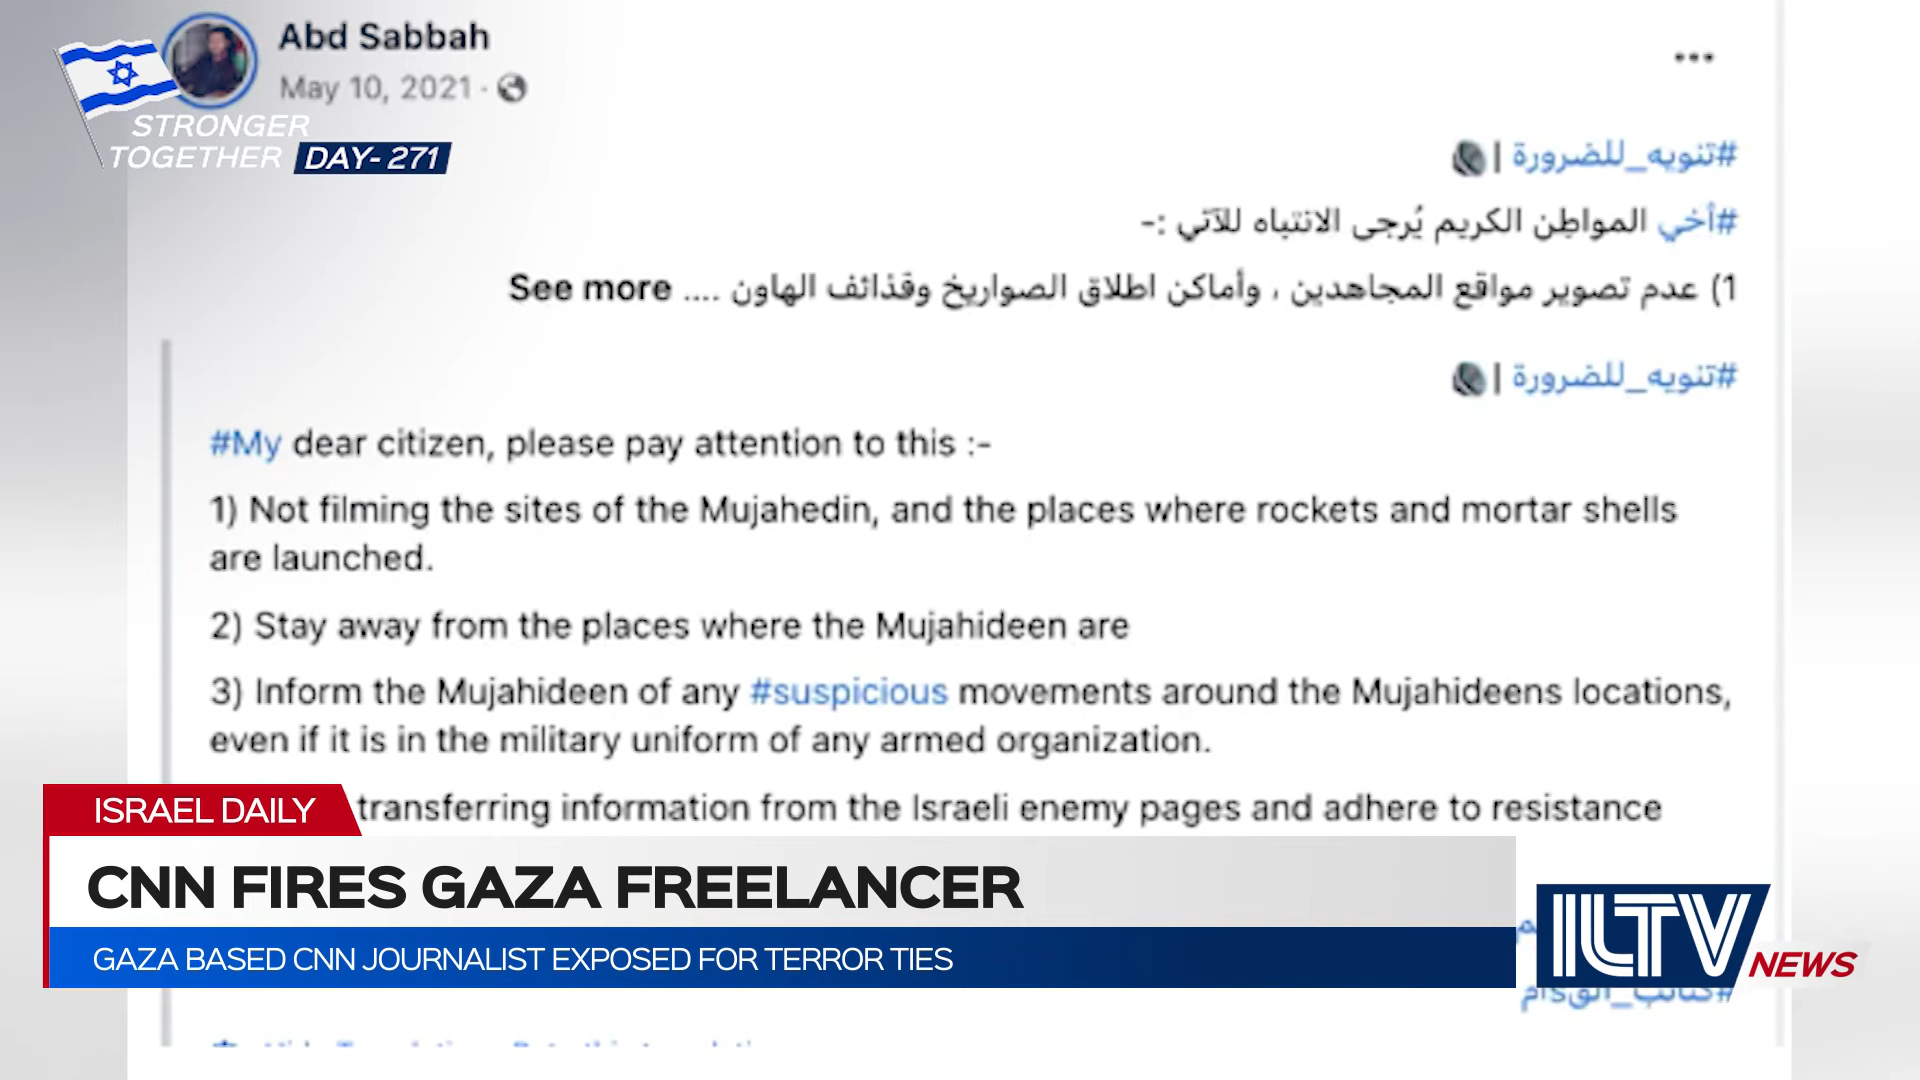 Abd Sabbah
May 10, 2021 ·
STRONGER
TOGETHER DAY- 271
#تنويه_للضرورة |
#أخي المواطِن الكريم يُرجى الانتباه للآتي :-
1) عدم تصوير مواقع المجاهدين ، وأماكن اطلاق الصواريخ وقذائف الهاون .... See more
#تنويه_للضرورة |
#My dear citizen, please pay attention to this :-
1) Not filming the sites of the Mujahedin, and the places where rockets and mortar shells
are launched.
2) Stay away from the places where the Mujahideen are
3) Inform the Mujahideen of any #suspicious movements around the Mujahideens locations,
even if it is in the military uniform of any armed organization.
transferring information from the Israeli enemy pages and adhere to resistance
ISRAEL DAILY
CNN FIRES GAZA FREELANCER
GAZA BASED CNN JOURNALIST EXPOSED FOR TERROR TIES
ILTV NEWS